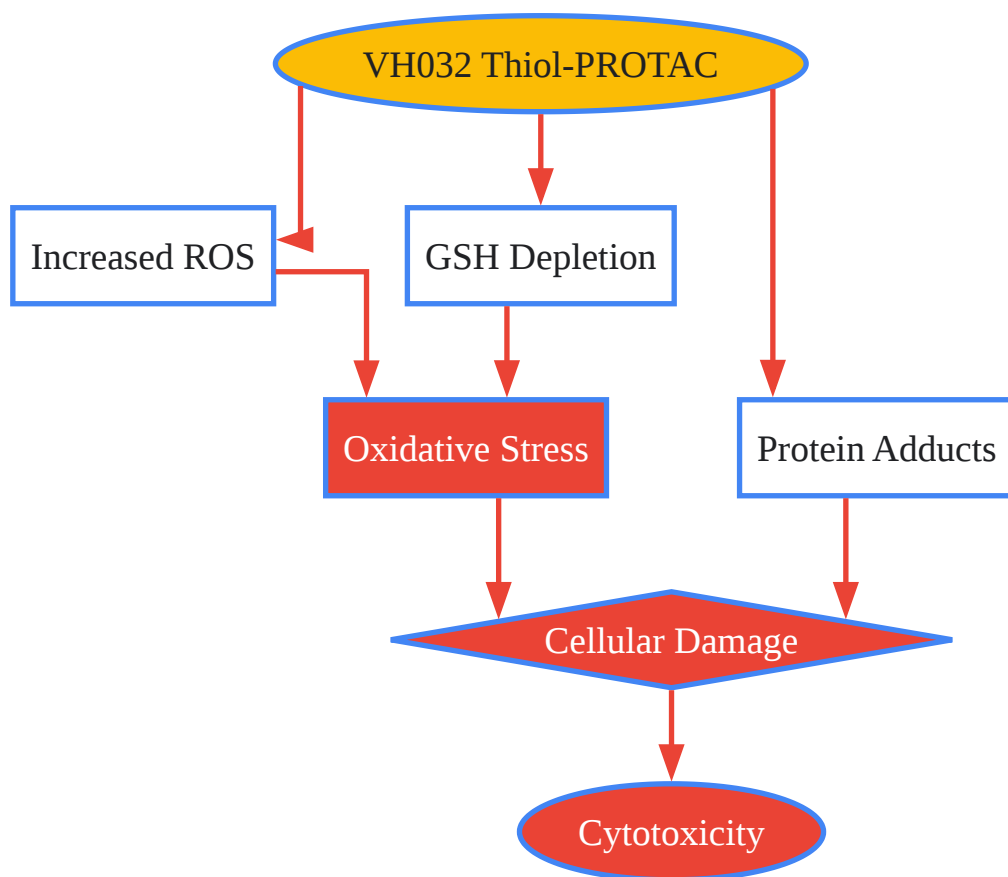 VH032 Thiol-PROTAC
Increased ROS
GSH Depletion
Oxidative Stress
Protein Adducts
Cellular Damage
Cytotoxicity